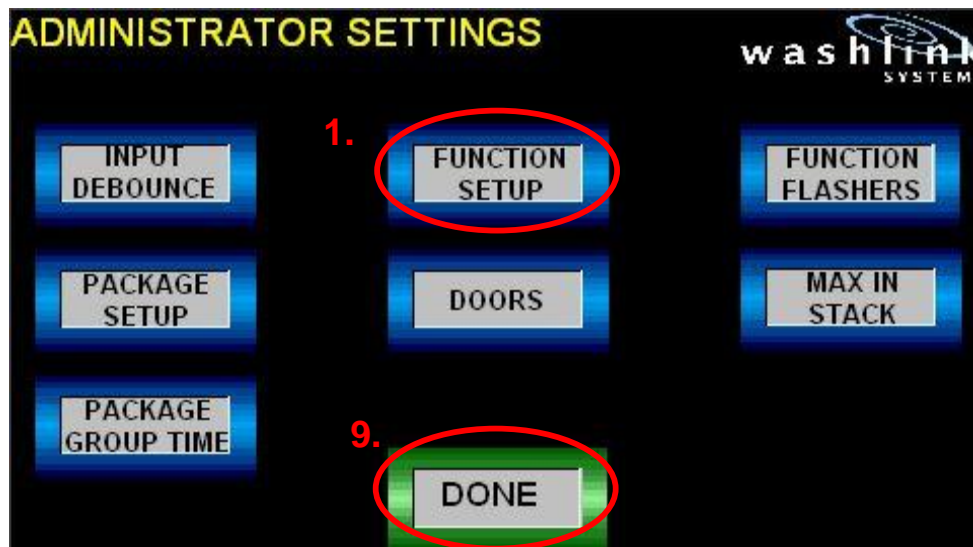 ADMINISTRATOR SETTINGS
washlink
SYSTEM
INPUT
DEBOUNCE
1.
FUNCTION
SETUP
FUNCTION
FLASHERS
PACKAGE
SETUP
DOORS
MAX IN
STACK
PACKAGE
GROUP TIME
9.
DONE